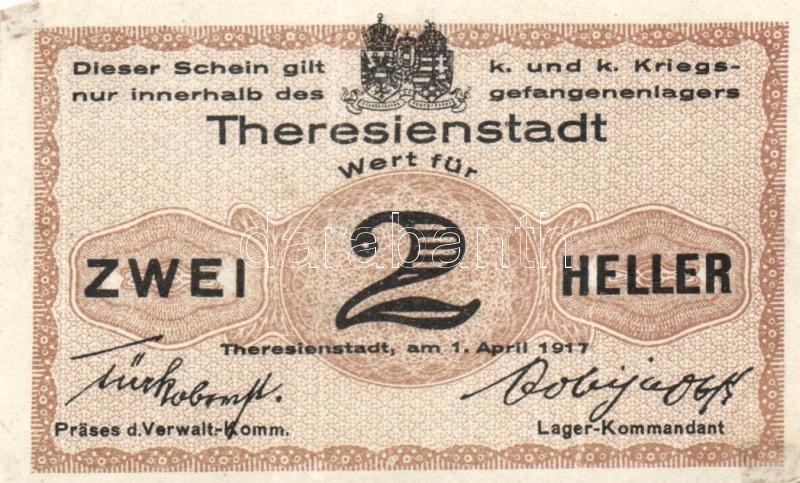 Dieser Schein gilt k. und k. Kriegs-
nur innerhalb des gefangenenlagers
Theresienstadt
Wert für
ZWEI 2 HELLER
darabanth
Theresienstadt, am 1. April 1917
Präses d. Verwalt.-Komm. Lager-Kommandant